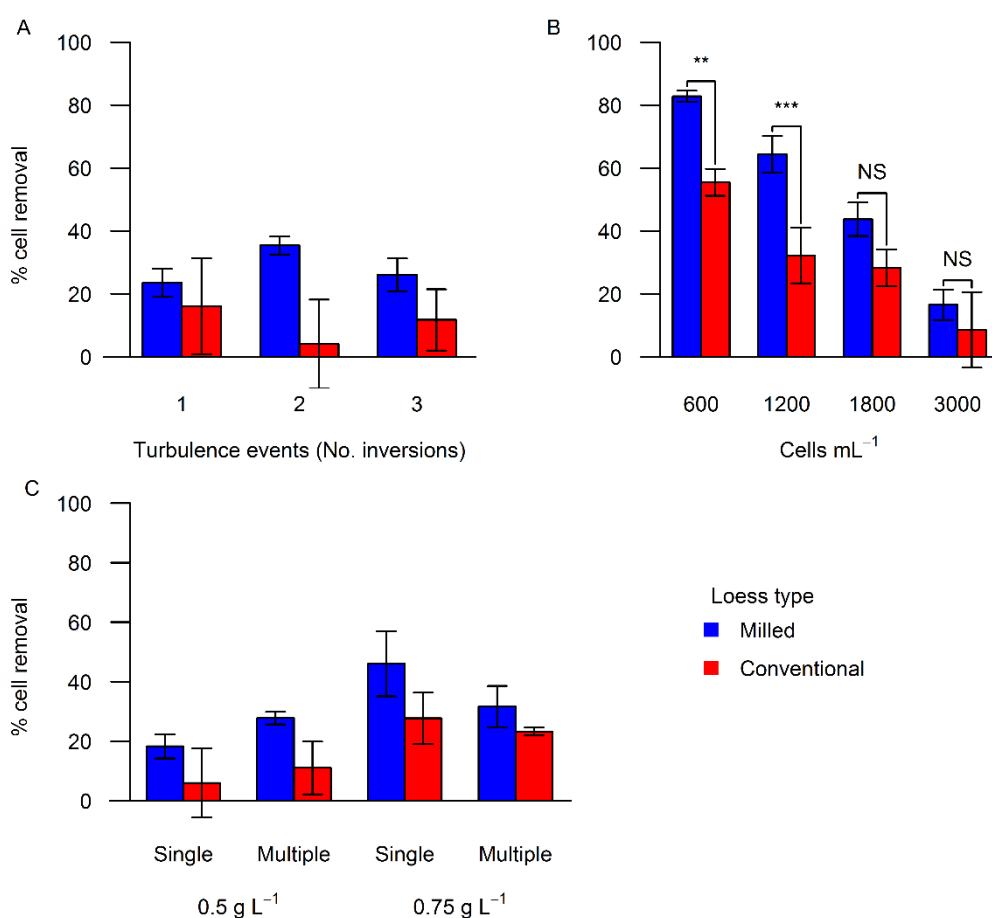 A
100
80
60
40
20
0
% cell removal
1 2 3
Turbulence events (No. inversions)
B
100
80
60
40
20
0
**
***
NS
NS
600 1200 1800 3000
Cells mL⁻¹
C
100
80
60
40
20
0
% cell removal
Single Multiple Single Multiple
0.5 g L⁻¹ 0.75 g L⁻¹
Loess type
Milled
Conventional